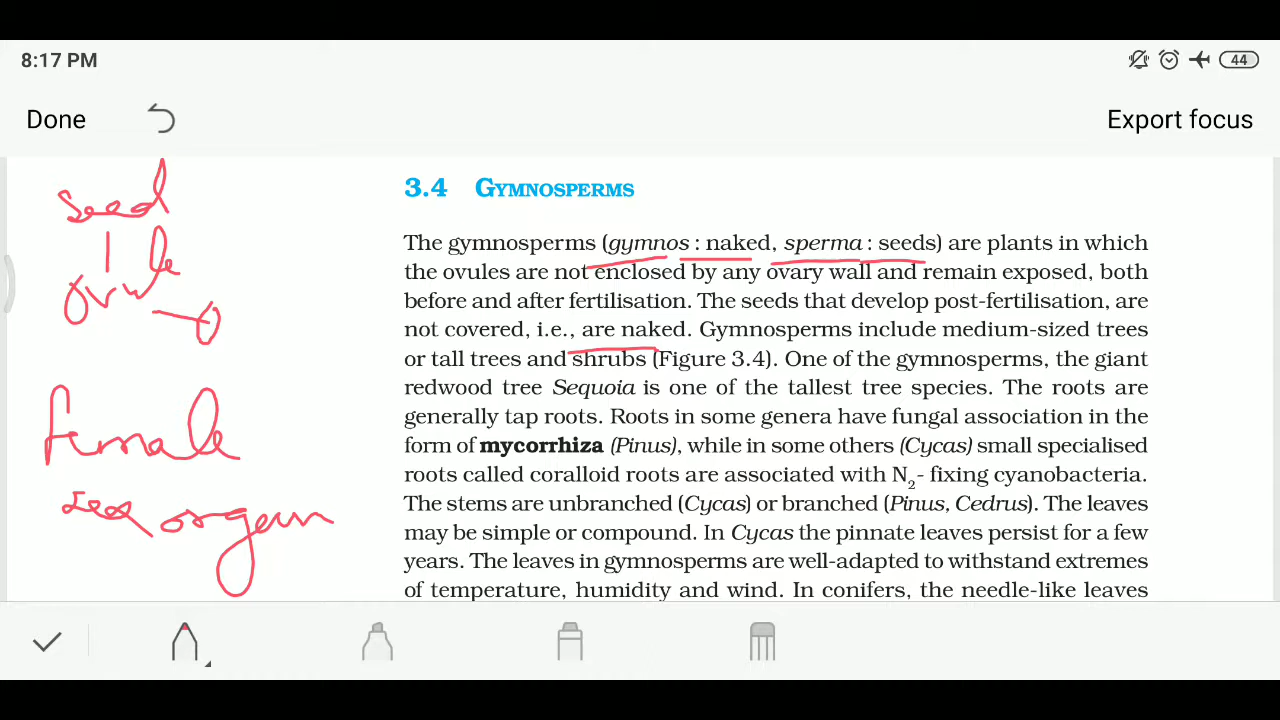 8:17 PM
44
Done
Export focus
seed
ovule
female
sex organ
3.4 GYMNOSPERMS
The gymnosperms (gymnos : naked, sperma : seeds) are plants in which
the ovules are not enclosed by any ovary wall and remain exposed, both
before and after fertilisation. The seeds that develop post-fertilisation, are
not covered, i.e., are naked. Gymnosperms include medium-sized trees
or tall trees and shrubs (Figure 3.4). One of the gymnosperms, the giant
redwood tree Sequoia is one of the tallest tree species. The roots are
generally tap roots. Roots in some genera have fungal association in the
form of mycorrhiza (Pinus), while in some others (Cycas) small specialised
roots called coralloid roots are associated with N₂- fixing cyanobacteria.
The stems are unbranched (Cycas) or branched (Pinus, Cedrus). The leaves
may be simple or compound. In Cycas the pinnate leaves persist for a few
years. The leaves in gymnosperms are well-adapted to withstand extremes
of temperature, humidity and wind. In conifers, the needle-like leaves